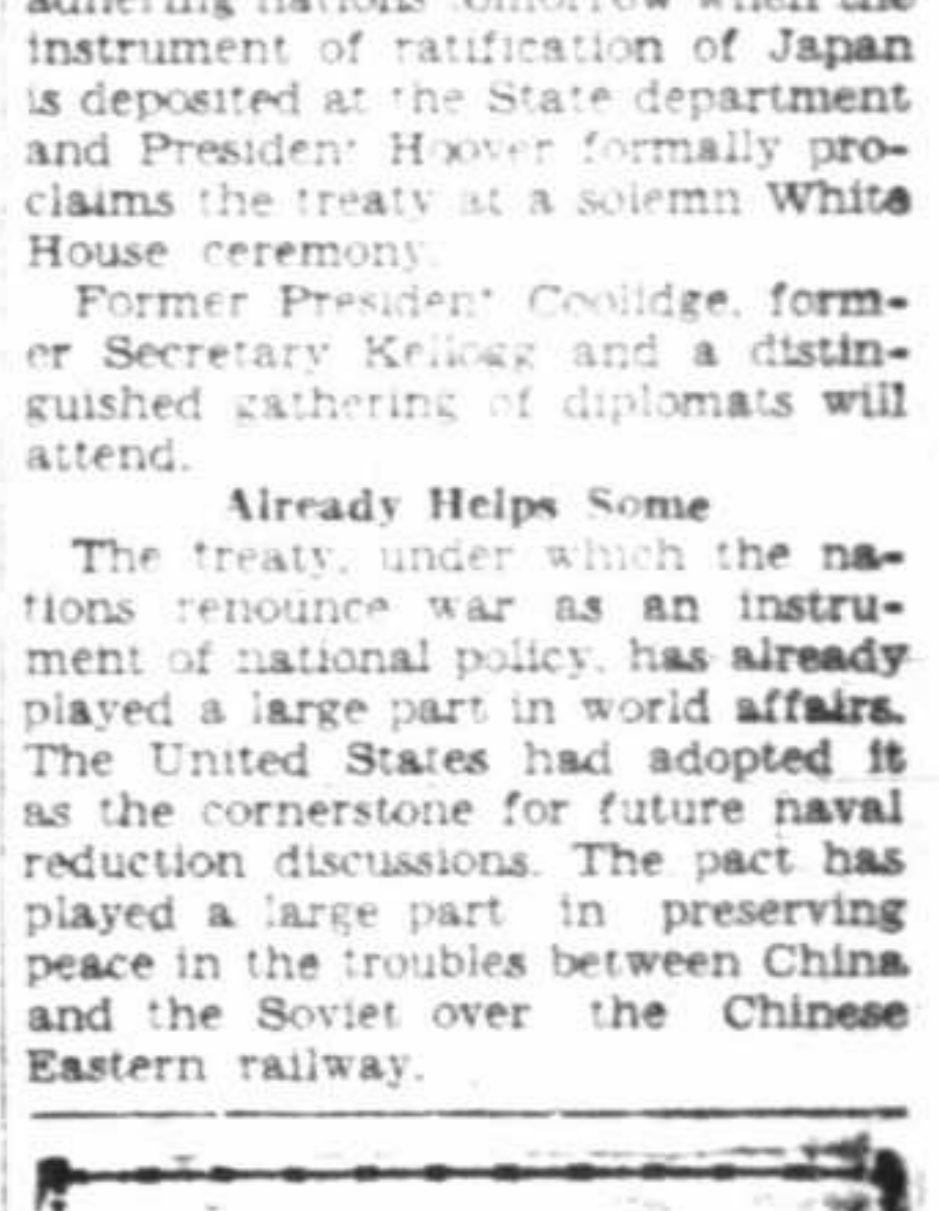 adhering nations tomorrow when the
instrument of ratification of Japan
is deposited at the State department
and President Hoover formally pro-
claims the treaty at a solemn White
House ceremony.
Former President Coolidge, form-
er Secretary Kellogg and a distin-
guished gathering of diplomats will
attend.
Already Helps Some
The treaty, under which the na-
tions renounce war as an instru-
ment of national policy, has already
played a large part in world affairs.
The United States had adopted it
as the cornerstone for future naval
reduction discussions. The pact has
played a large part in preserving
peace in the troubles between China
and the Soviet over the Chinese
Eastern railway.